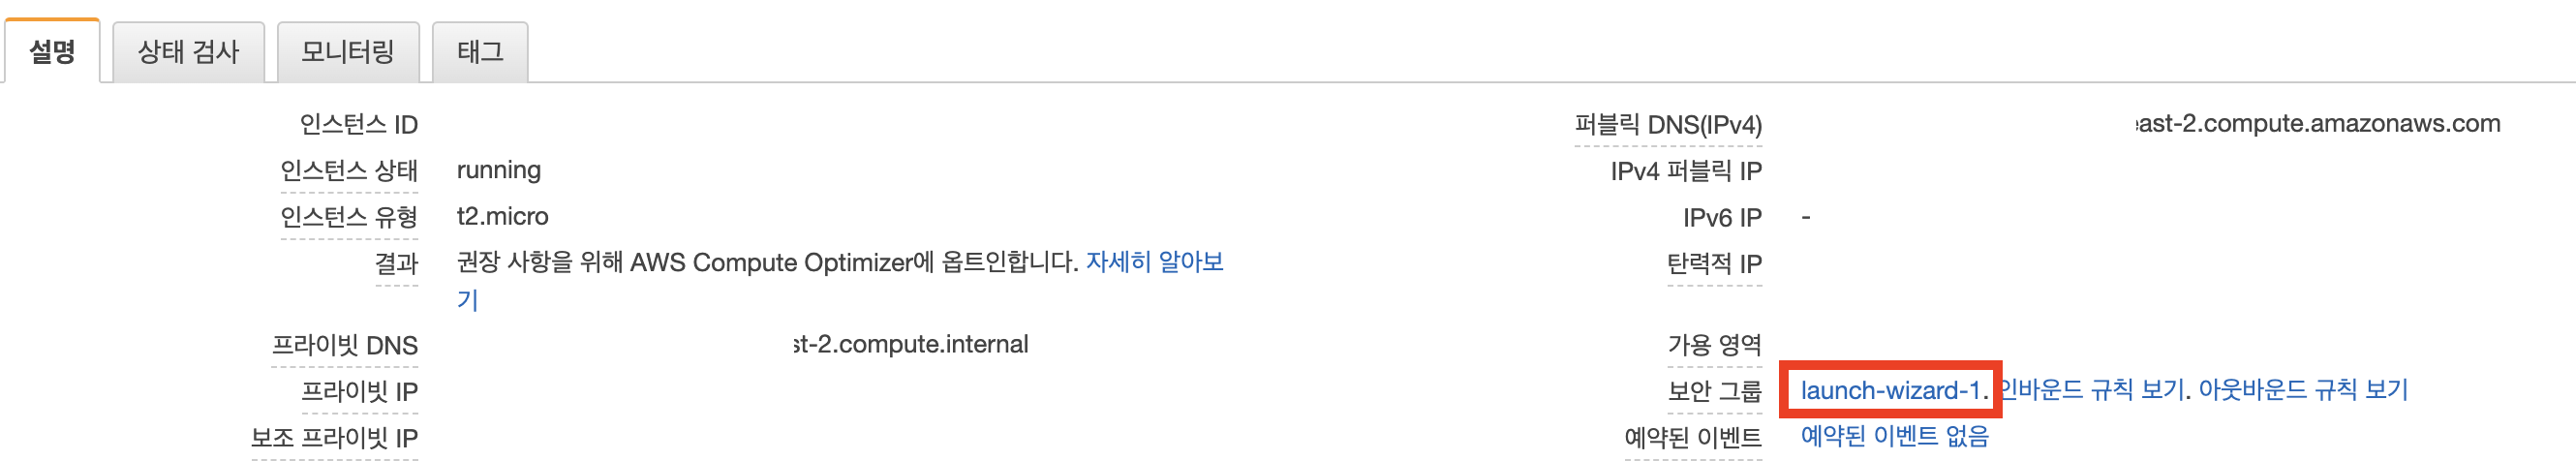 설명
상태 검사
모니터링
태그
인스턴스 ID
인스턴스 상태 running
인스턴스 유형 t2.micro
결과 권장 사항을 위해 AWS Compute Optimizer에 옵트인합니다. 자세히 알아보
기
프라이빗 DNS st-2.compute.internal
프라이빗 IP
보조 프라이빗 IP
퍼블릭 DNS(IPv4) east-2.compute.amazonaws.com
IPv4 퍼블릭 IP
IPv6 IP -
탄력적 IP
가용 영역
보안 그룹 launch-wizard-1. 인바운드 규칙 보기. 아웃바운드 규칙 보기
예약된 이벤트 예약된 이벤트 없음